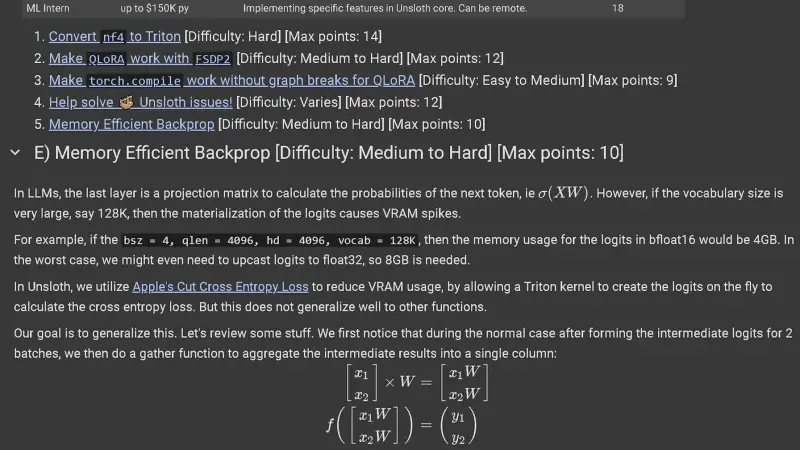 ML Intern up to $150K py Implementing specific features in Unsloth core. Can be remote. 18
1. Convert nf4 to Triton [Difficulty: Hard] [Max points: 14]
2. Make QLoRA work with FSDP2 [Difficulty: Medium to Hard] [Max points: 12]
3. Make torch.compile work without graph breaks for QLoRA [Difficulty: Easy to Medium] [Max points: 9]
4. Help solve 🦥 Unsloth issues! [Difficulty: Varies] [Max points: 12]
5. Memory Efficient Backprop [Difficulty: Medium to Hard] [Max points: 10]
E) Memory Efficient Backprop [Difficulty: Medium to Hard] [Max points: 10]
In LLMs, the last layer is a projection matrix to calculate the probabilities of the next token, ie σ(XW). However, if the vocabulary size is
very large, say 128K, then the materialization of the logits causes VRAM spikes.
For example, if the bsz = 4, qlen = 4096, hd = 4096, vocab = 128K, then the memory usage for the logits in bfloat16 would be 4GB. In
the worst case, we might even need to upcast logits to float32, so 8GB is needed.
In Unsloth, we utilize Apple's Cut Cross Entropy Loss to reduce VRAM usage, by allowing a Triton kernel to create the logits on the fly to
calculate the cross entropy loss. But this does not generalize well to other functions.
Our goal is to generalize this. Let's review some stuff. We first notice that during the normal case after forming the intermediate logits for 2
batches, we then do a gather function to aggregate the intermediate results into a single column:
[x₁ x₂] × W = [x₁W x₂W]
f([x₁W x₂W]) = (y₁ y₂)